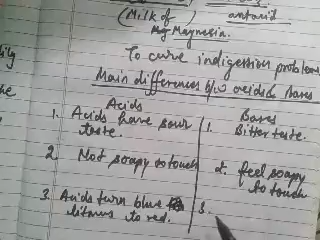 (Milk of antacid
Mg Magnesia.
To cure indigestion problems
Main differences b/w acids & Bases
Acids Bases
1. Acids have sour taste. 1. Bitter taste.
2 Not soapy to touch 2. feel soapy to touch
3. Acids turn blue litmus to red. 3.